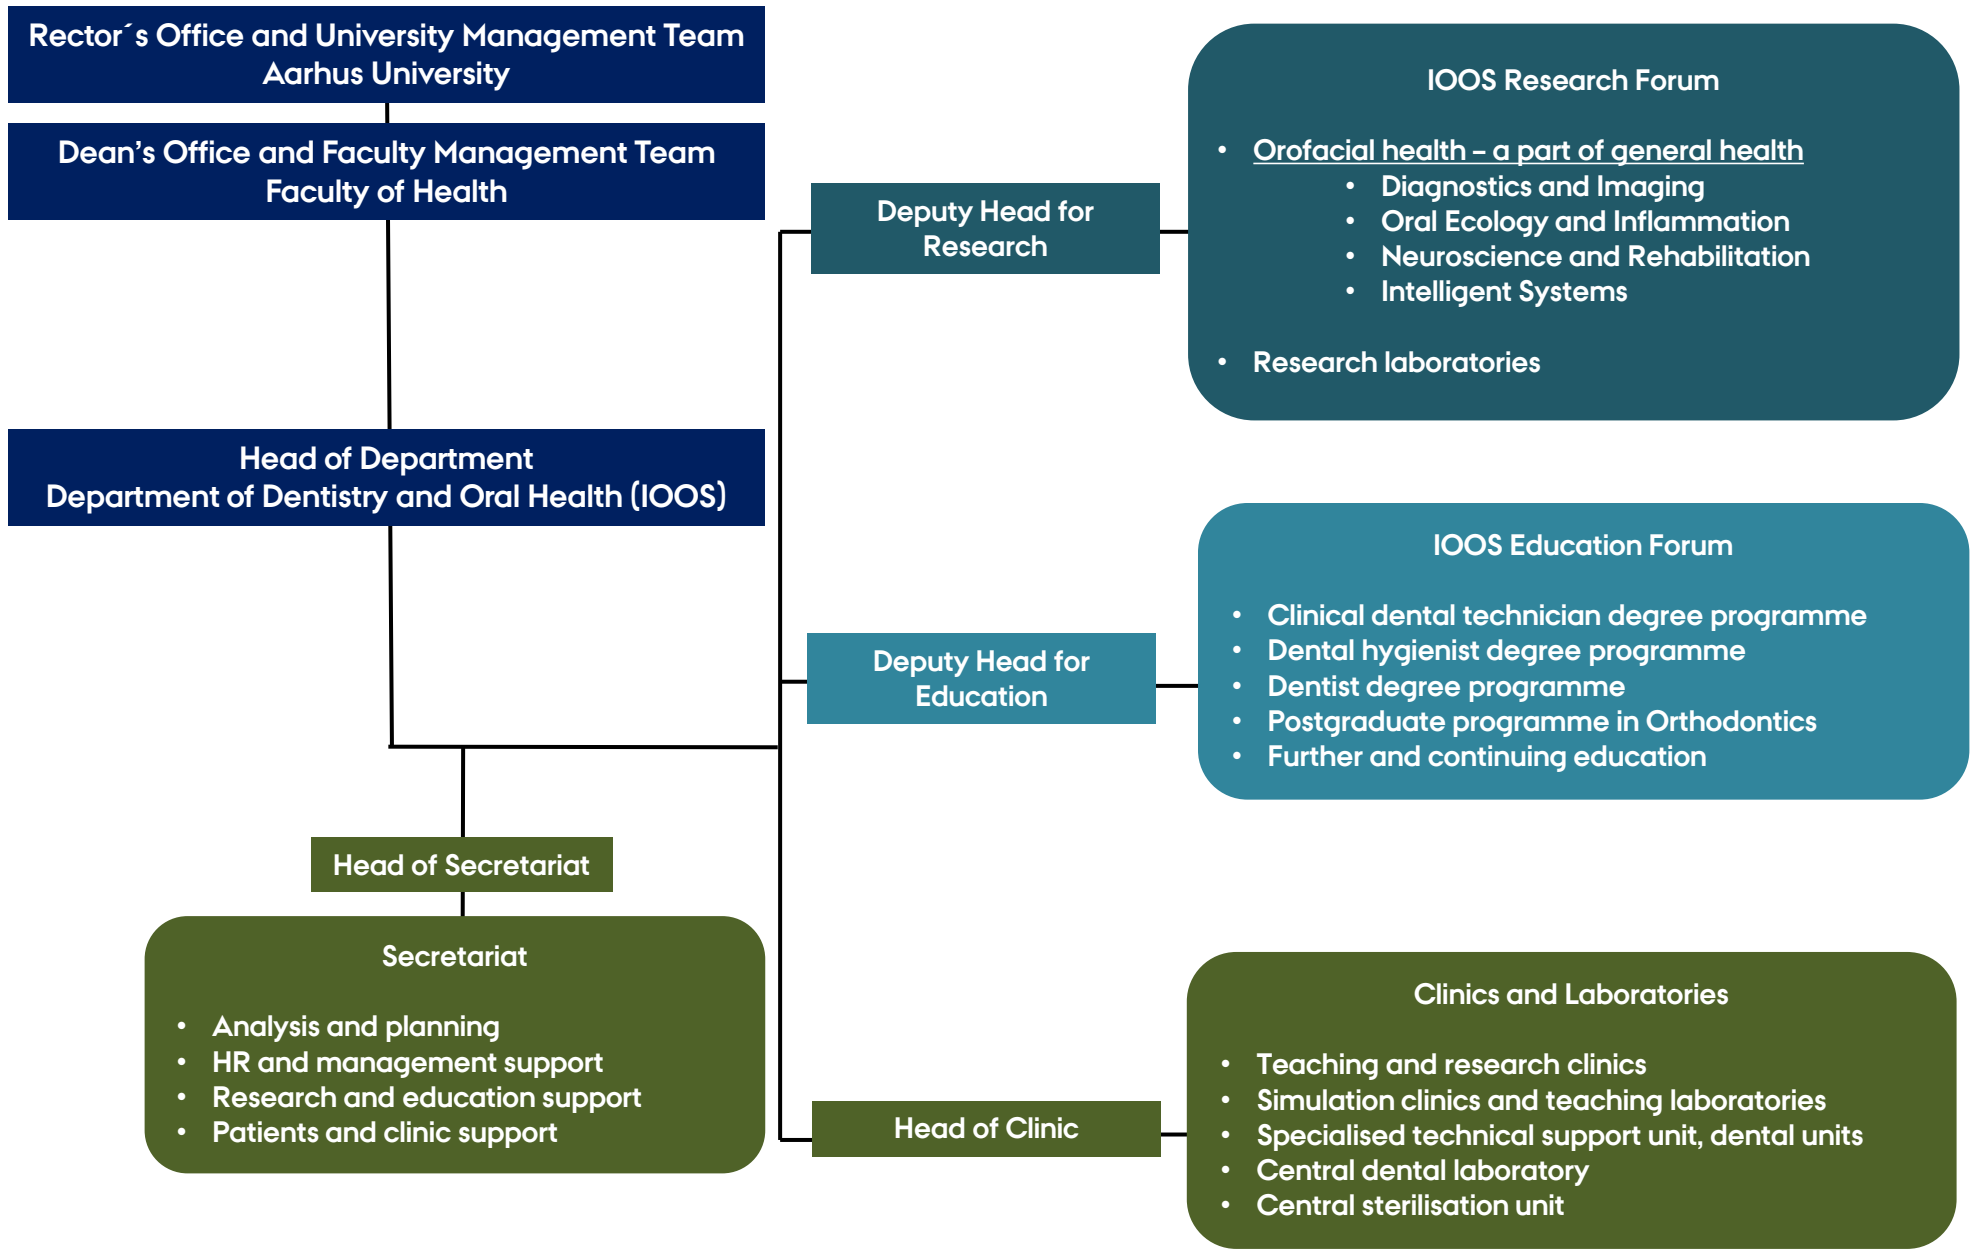 Rector´s Office and University Management Team
Aarhus University
Dean’s Office and Faculty Management Team
Faculty of Health
Head of Department
Department of Dentistry and Oral Health (IOOS)
Deputy Head for
Research
IOOS Research Forum
• Orofacial health – a part of general health
• Diagnostics and Imaging
• Oral Ecology and Inflammation
• Neuroscience and Rehabilitation
• Intelligent Systems
• Research laboratories
Deputy Head for
Education
IOOS Education Forum
• Clinical dental technician degree programme
• Dental hygienist degree programme
• Dentist degree programme
• Postgraduate programme in Orthodontics
• Further and continuing education
Head of Secretariat
Secretariat
• Analysis and planning
• HR and management support
• Research and education support
• Patients and clinic support
Head of Clinic
Clinics and Laboratories
• Teaching and research clinics
• Simulation clinics and teaching laboratories
• Specialised technical support unit, dental units
• Central dental laboratory
• Central sterilisation unit